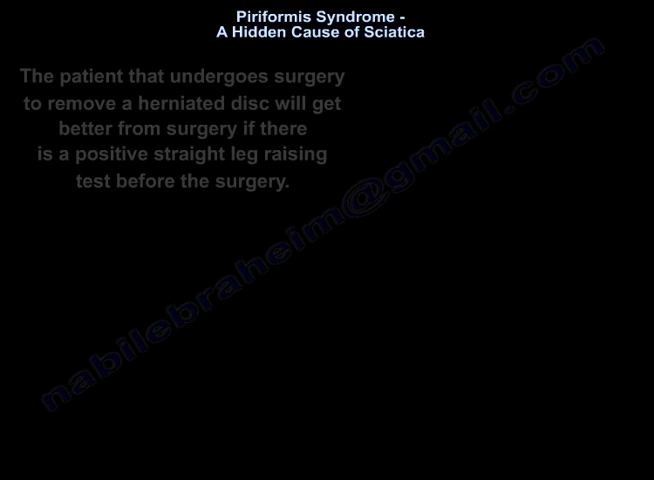 Piriformis Syndrome -
A Hidden Cause of Sciatica
The patient that undergoes surgery
to remove a herniated disc will get
better from surgery if there
is a positive straight leg raising
test before the surgery.
nabilebraheim@gmail.com